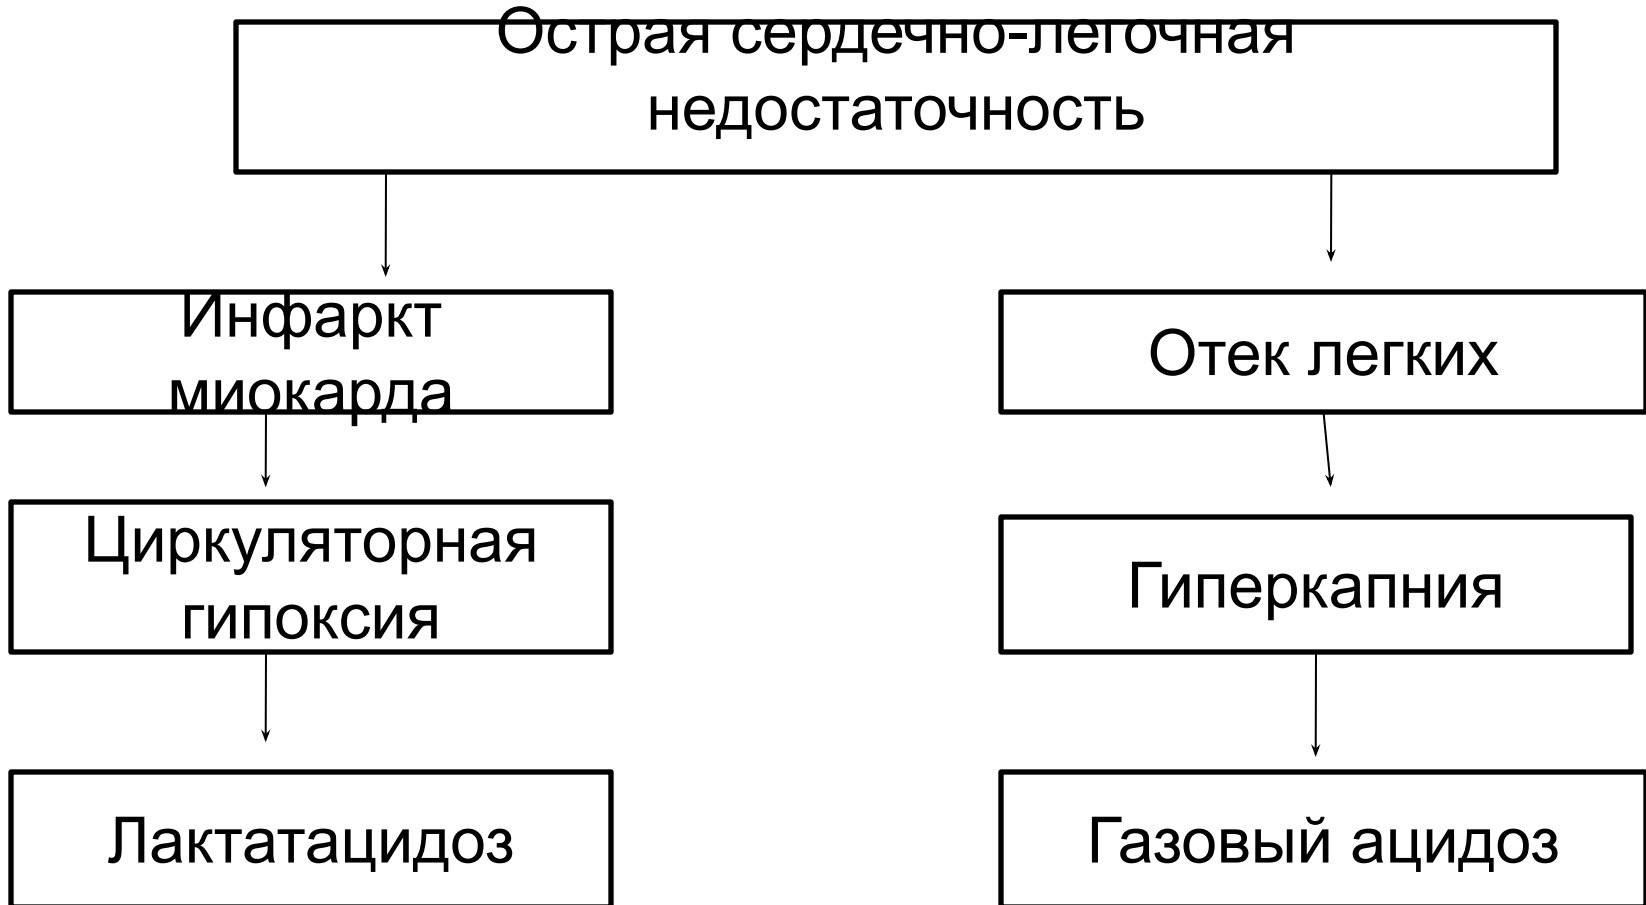 Острая сердечно-легочная
недостаточность
Инфаркт
миокарда
Отек легких
Циркуляторная
гипоксия
Гиперкапния
Лактатацидоз
Газовый ацидоз